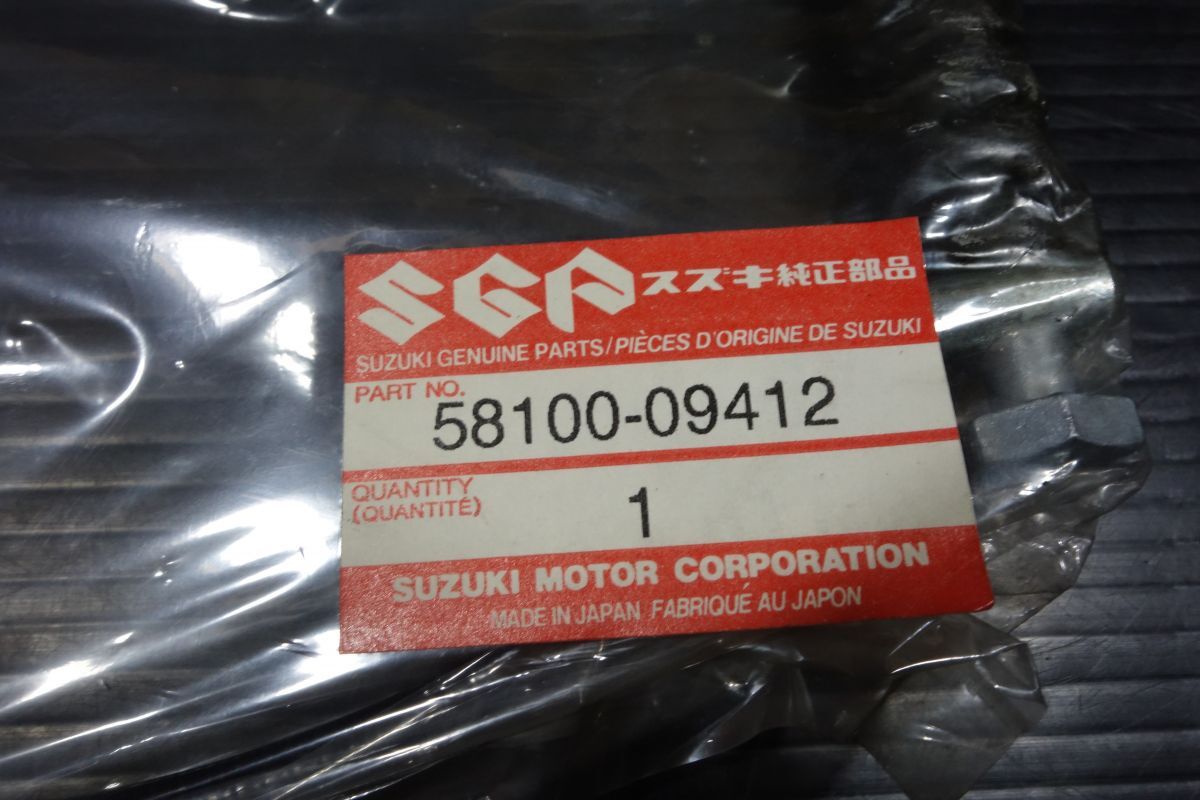 SGP スズキ純正部品
SUZUKI GENUINE PARTS/PIÈCES D'ORIGINE DE SUZUKI
PART NO. 58100-09412
QUANTITY
(QUANTITÉ) 1
SUZUKI MOTOR CORPORATION
MADE IN JAPAN FABRIQUÉ AU JAPON